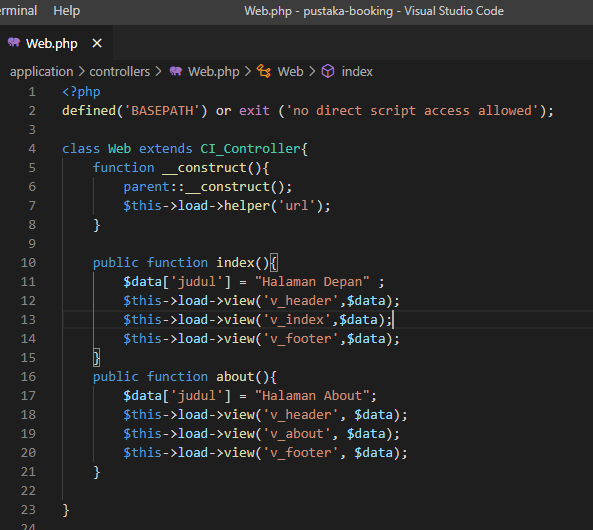 erminal Help Web.php - pustaka-booking - Visual Studio Code
Web.php
application > controllers > Web.php > Web > index
1 <?php
2 defined('BASEPATH') or exit ('no direct script access allowed');
3
4 class Web extends CI_Controller{
5     function __construct(){
6         parent::__construct();
7         $this->load->helper('url');
8     }
9
10     public function index(){
11         $data['judul'] = "Halaman Depan" ;
12         $this->load->view('v_header',$data);
13         $this->load->view('v_index',$data);
14         $this->load->view('v_footer',$data);
15     }
16     public function about(){
17         $data['judul'] = "Halaman About";
18         $this->load->view('v_header', $data);
19         $this->load->view('v_about', $data);
20         $this->load->view('v_footer', $data);
21     }
22
23 }
24